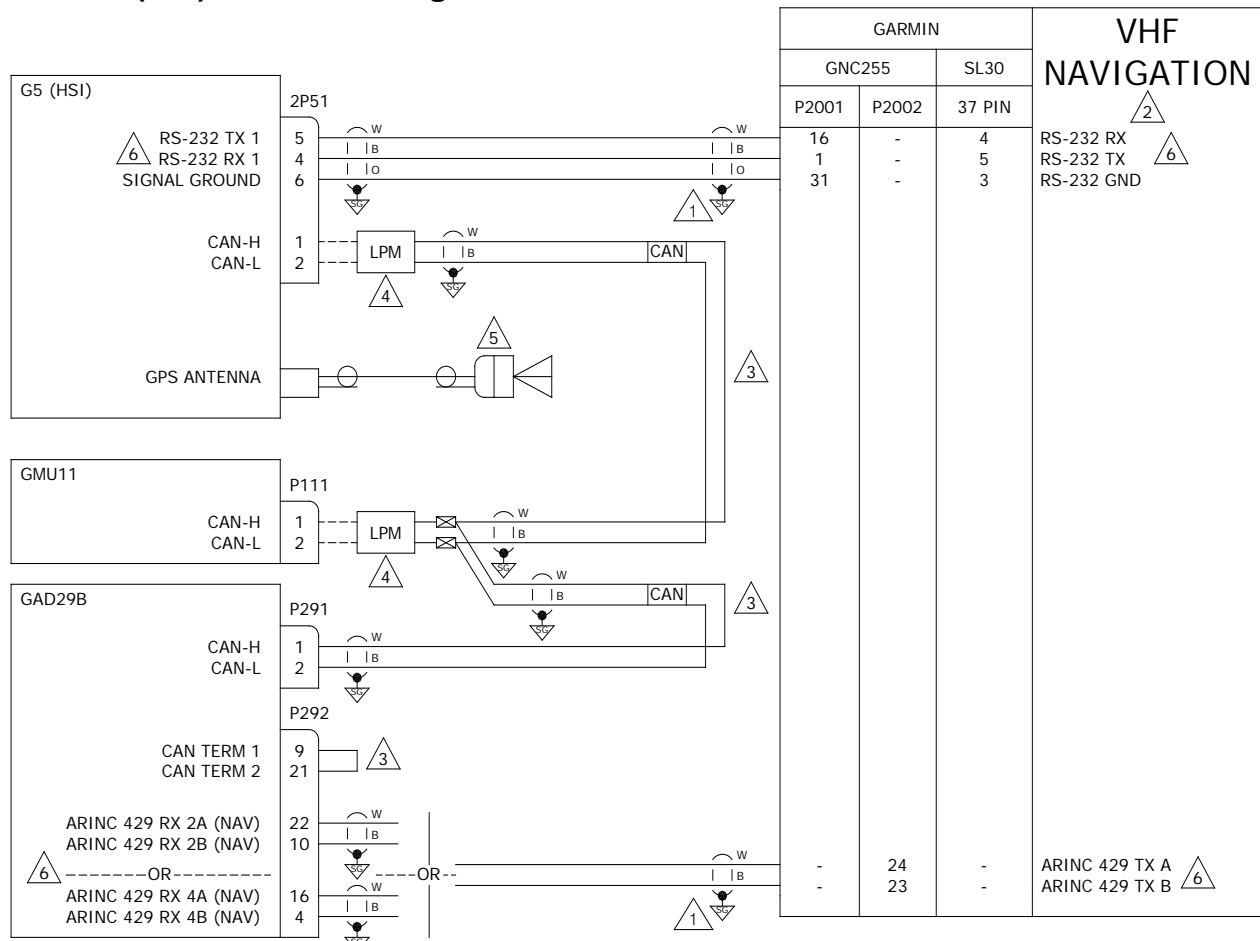 GARMIN
VHF
NAVIGATION
2
GNC255 SL30
P2001 P2002 37 PIN
G5 (HSI)
2P51
6 RS-232 TX 1 5 W W 16 - 4 RS-232 RX
RS-232 RX 1 4 B B 1 - 5 RS-232 TX 6
SIGNAL GROUND 6 O O 31 - 3 RS-232 GND
SG 1 SG
CAN-H 1 LPM W CAN
CAN-L 2 B
4 SG
5
GPS ANTENNA
3
GMU11
P111
CAN-H 1 LPM W
CAN-L 2 B
4 SG
GAD29B
W CAN 3
B
SG
P291
CAN-H 1 W
CAN-L 2 B
SG
P292
CAN TERM 1 9 3
CAN TERM 2 21
ARINC 429 RX 2A (NAV) 22 W
ARINC 429 RX 2B (NAV) 10 B
SG
6 OR OR W - 24 - ARINC 429 TX A
B - 23 - ARINC 429 TX B 6
ARINC 429 RX 4A (NAV) 16 W
ARINC 429 RX 4B (NAV) 4 B
1 SG
SG